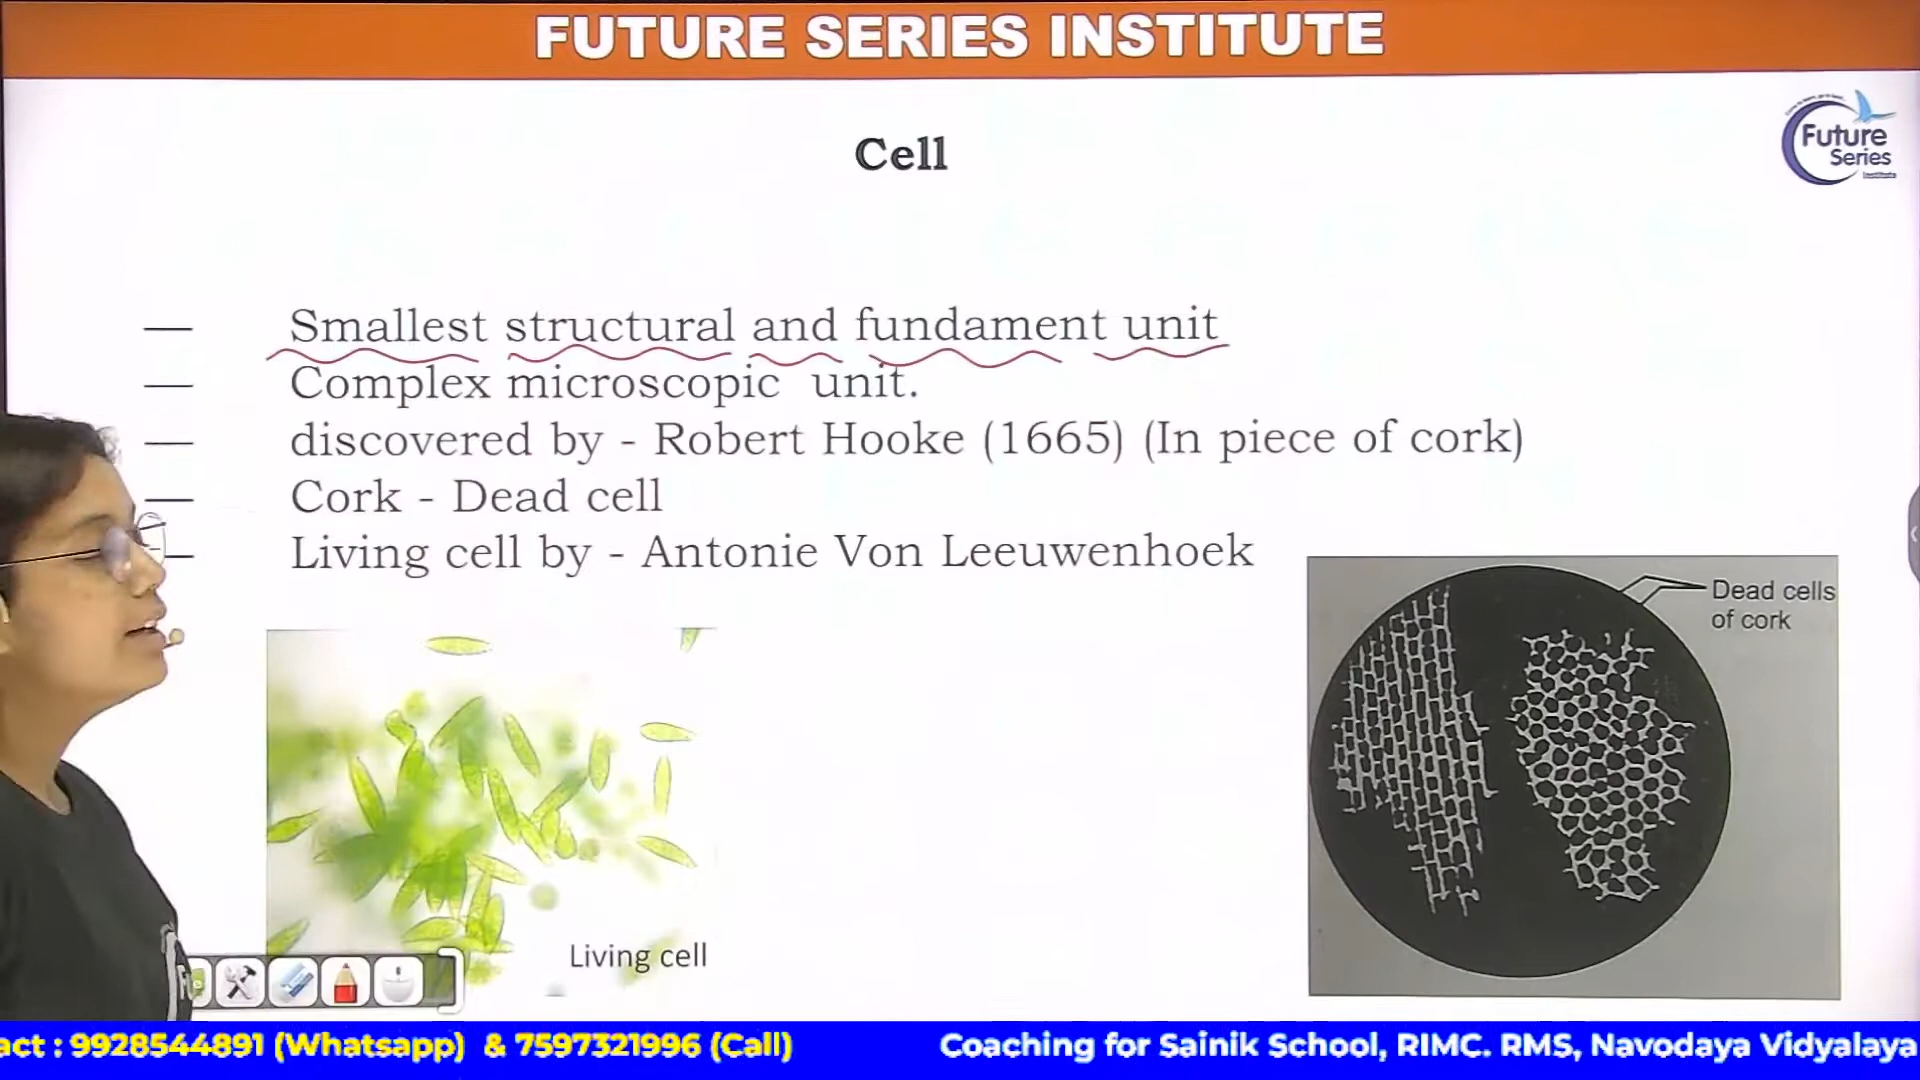 FUTURE SERIES INSTITUTE
Future
Series
Institute
Cell
— Smallest structural and fundament unit
— Complex microscopic unit.
— discovered by - Robert Hooke (1665) (In piece of cork)
— Cork - Dead cell
— Living cell by - Antonie Von Leeuwenhoek
Dead cells
of cork
Living cell
act : 9928544891 (Whatsapp) & 7597321996 (Call) Coaching for Sainik School, RIMC. RMS, Navodaya Vidyalaya